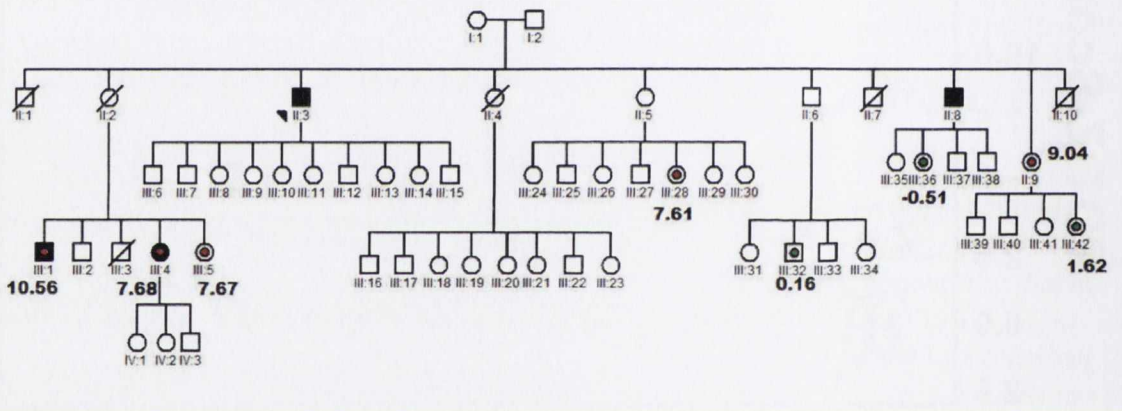 I:1 I:2
II:1 II:2 II:3 II:4 II:5 II:6 II:7 II:8 II:9 II:10
9.04
III:6 III:7 III:8 III:9 III:10 III:11 III:12 III:13 III:14 III:15
III:24 III:25 III:26 III:27 III:28 III:29 III:30
III:35 III:36 III:37 III:38
-0.51
7.61
III:39 III:40 III:41 III:42
1.62
III:1 III:2 III:3 III:4 III:5
10.56 7.68 7.67
III:16 III:17 III:18 III:19 III:20 III:21 III:22 III:23
III:31 III:32 III:33 III:34
0.16
IV:1 IV:2 IV:3